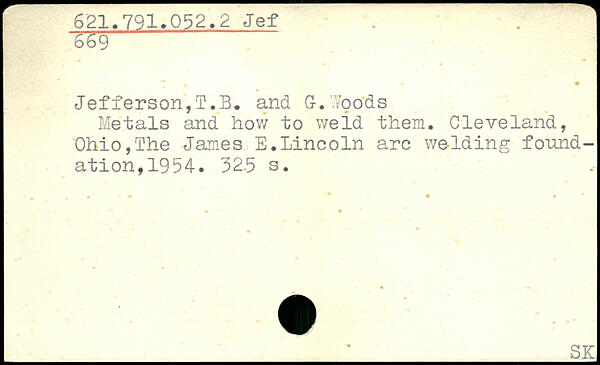 621.791.052.2 Jef
669
Jefferson,T.B. and G.Woods
Metals and how to weld them. Cleveland,
Ohio,The James E.Lincoln arc welding found-
ation,1954. 325 s.
SK